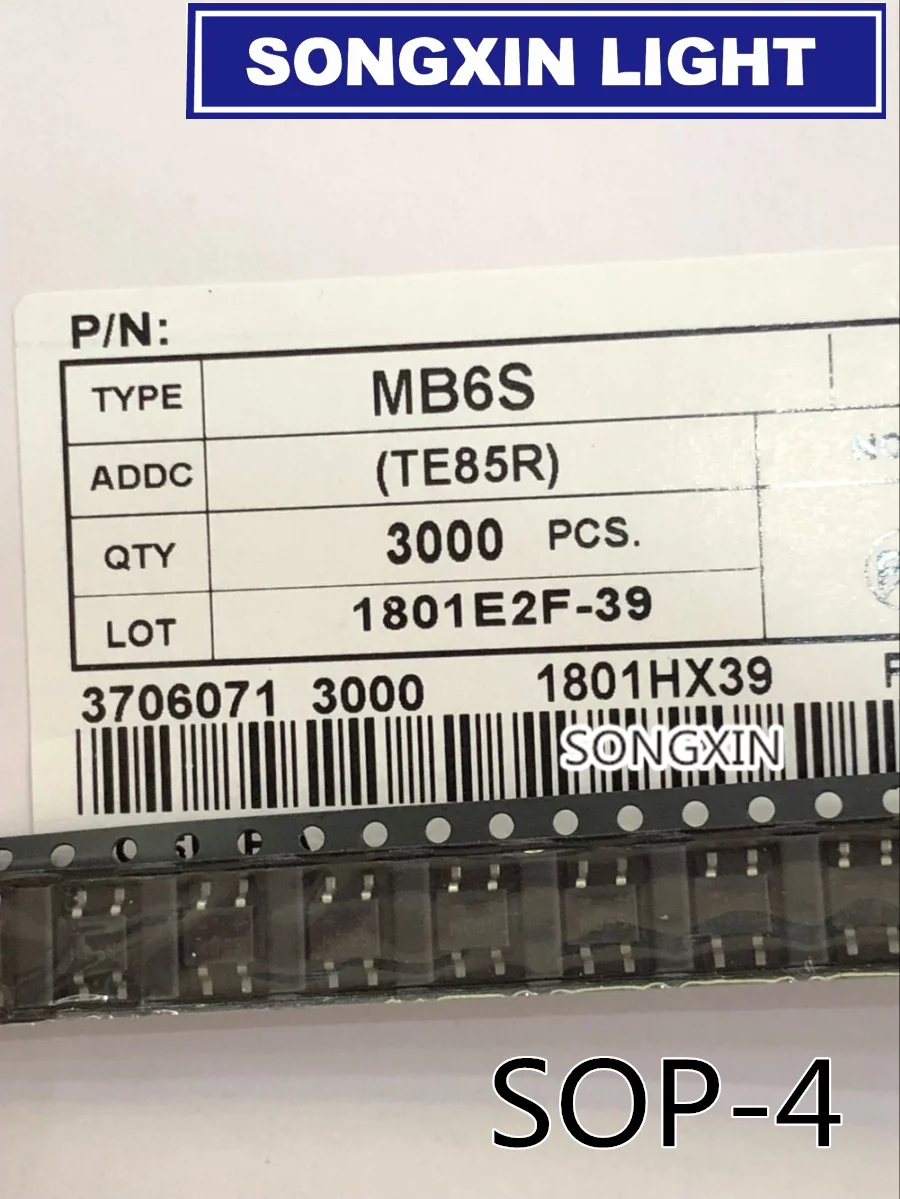 SONGXIN LIGHT
P/N:
TYPE MB6S
ADDC (TE85R)
QTY 3000 PCS.
LOT 1801E2F-39
3706071 3000 1801HX39
SONGXIN
SOP-4